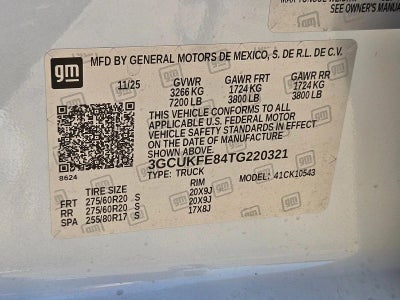 MAX
SEE OWNER'S MANUAL
gm
MFD BY GENERAL MOTORS DE MEXICO, S. DE R.L. DE C.V.
11/25 GVWR GAWR FRT GAWR RR
3266 KG 1724 KG 1724 KG
7200 LB 3800 LB 3800 LB
THIS VEHICLE CONFORMS TO ALL
APPLICABLE U.S. FEDERAL MOTOR
VEHICLE SAFETY STANDARDS IN EFFECT
ON THE DATE OF MANUFACTURE
SHOWN ABOVE.
3GCUKFE84TG220321
8624 TYPE: TRUCK
MODEL: 41CK10543
TIRE SIZE RIM
FRT 275/60R20 S 20X9J
RR 275/60R20 S 20X9J
SPA 255/80R17 S 17X8J